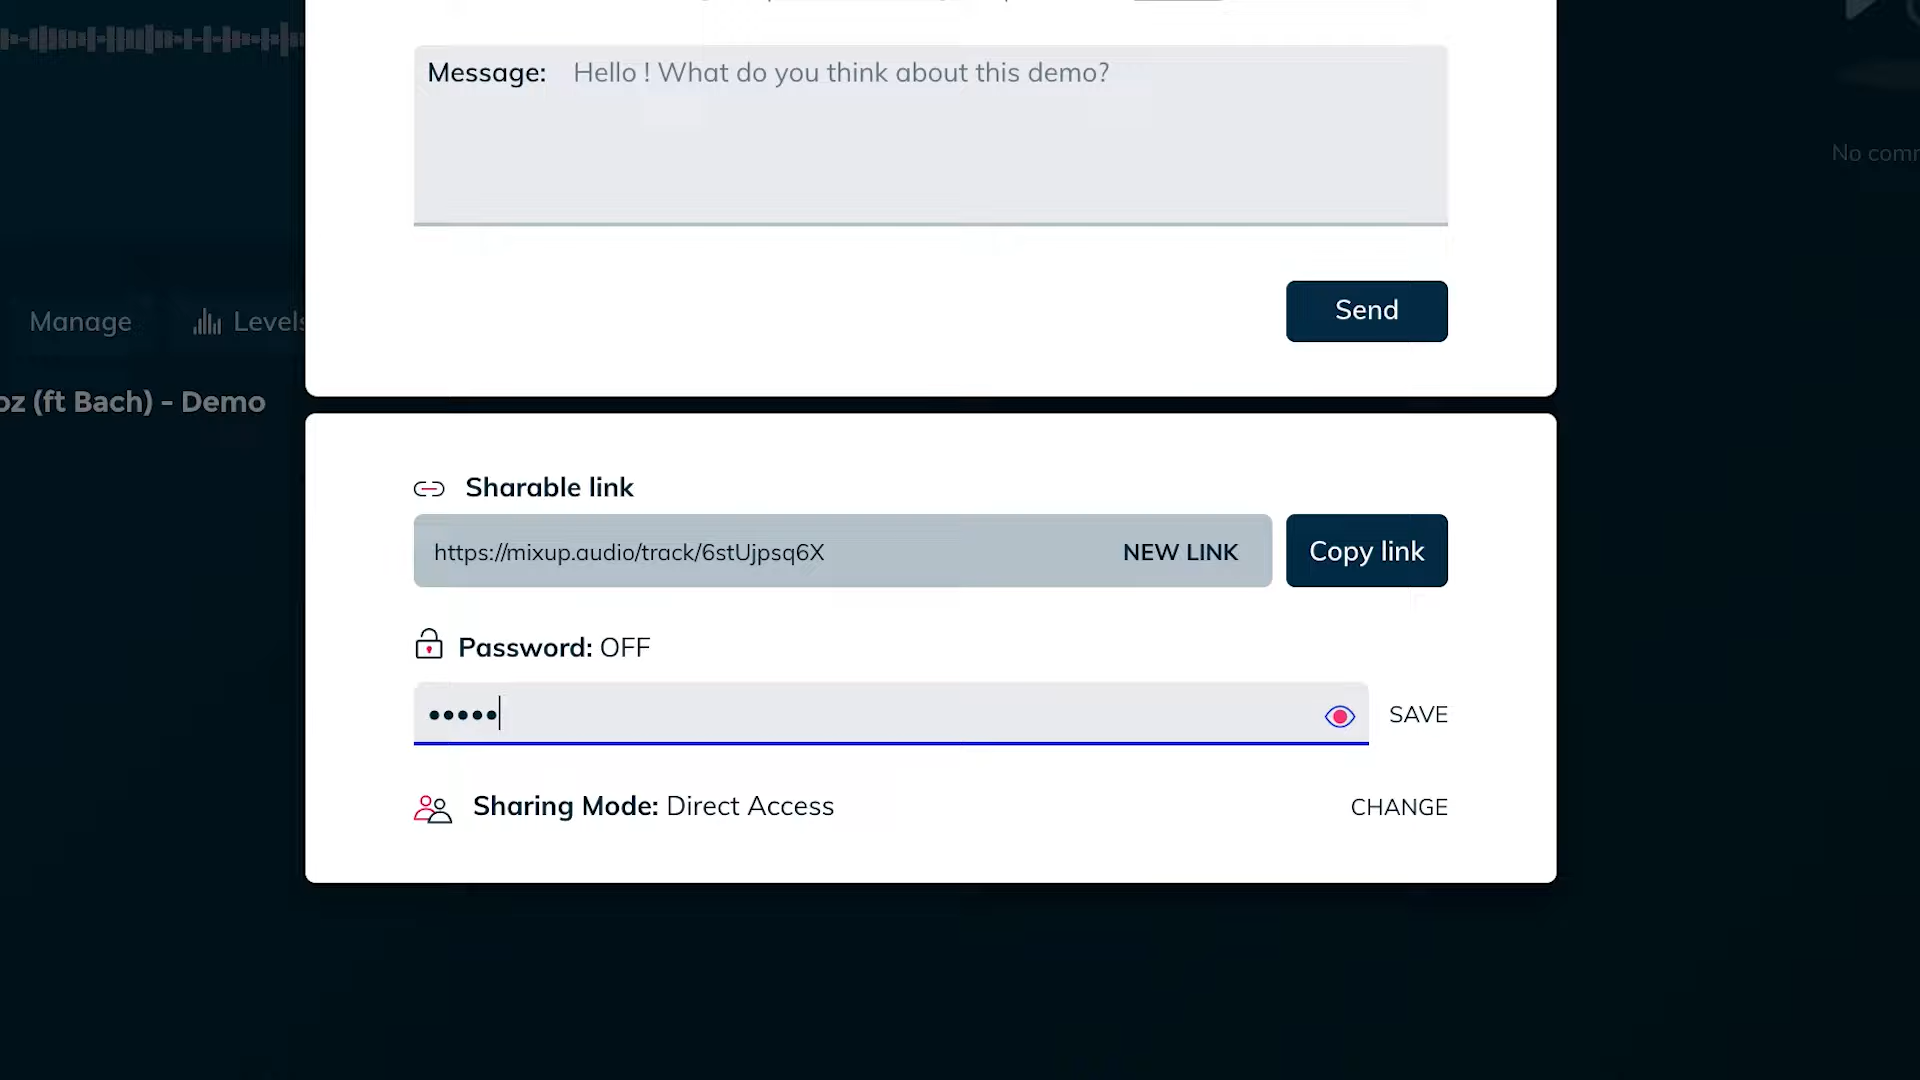 Message: Hello ! What do you think about this demo?
No comm
Send
Manage
Levels
oz (ft Bach) - Demo
Sharable link
https://mixup.audio/track/6stUjpsq6X
NEW LINK
Copy link
Password: OFF
•••••
SAVE
Sharing Mode: Direct Access
CHANGE